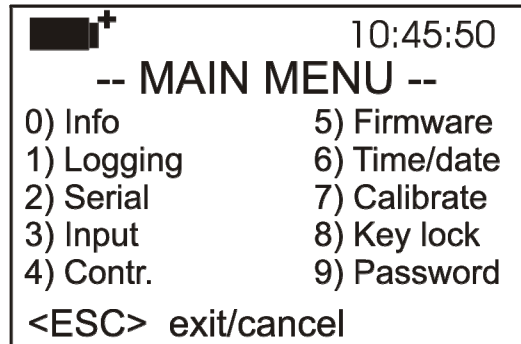 10:45:50
-- MAIN MENU --
0) Info 5) Firmware
1) Logging 6) Time/date
2) Serial 7) Calibrate
3) Input 8) Key lock
4) Contr. 9) Password
<ESC> exit/cancel